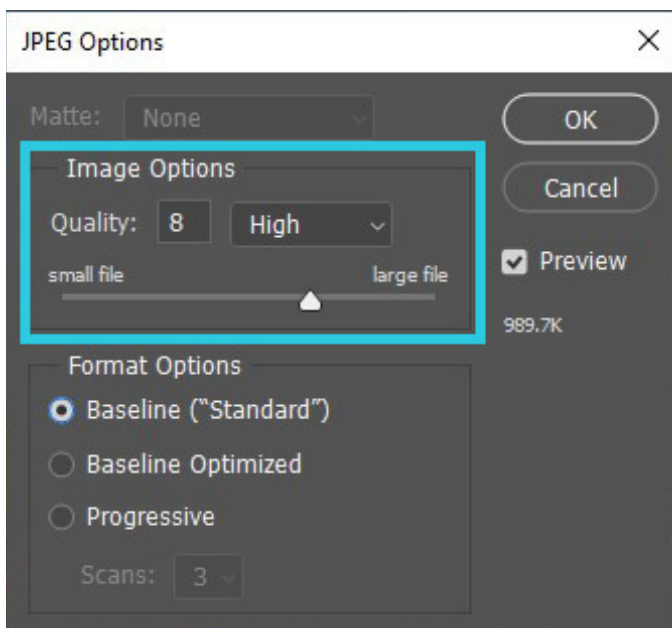 JPEG Options
Matte: None
OK
Image Options
Cancel
Quality: 8 High
Preview
small file large file
989.7K
Format Options
Baseline (“Standard”)
Baseline Optimized
Progressive
Scans: 3